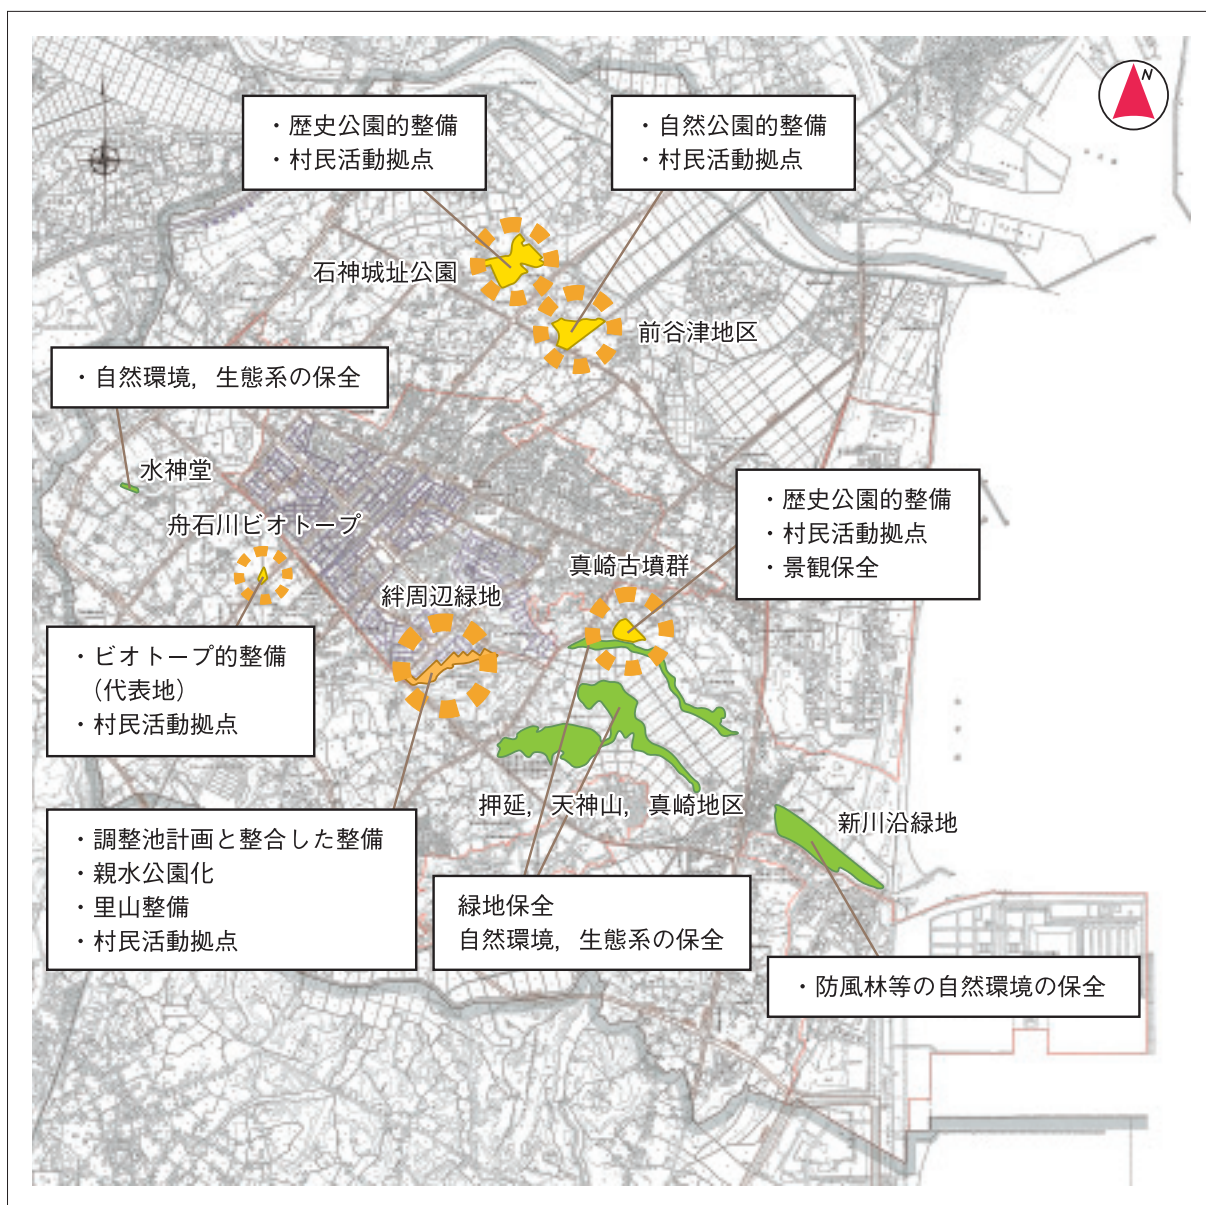 N
・歴史公園的整備
・村民活動拠点
・自然公園的整備
・村民活動拠点
石神城址公園
前谷津地区
・自然環境，生態系の保全
水神堂
舟石川ビオトープ
・歴史公園的整備
・村民活動拠点
・景観保全
真崎古墳群
絆周辺緑地
・ビオトープ的整備
（代表地）
・村民活動拠点
押延，天神山，真崎地区
新川沿緑地
・調整池計画と整合した整備
・親水公園化
・里山整備
・村民活動拠点
緑地保全
自然環境，生態系の保全
・防風林等の自然環境の保全